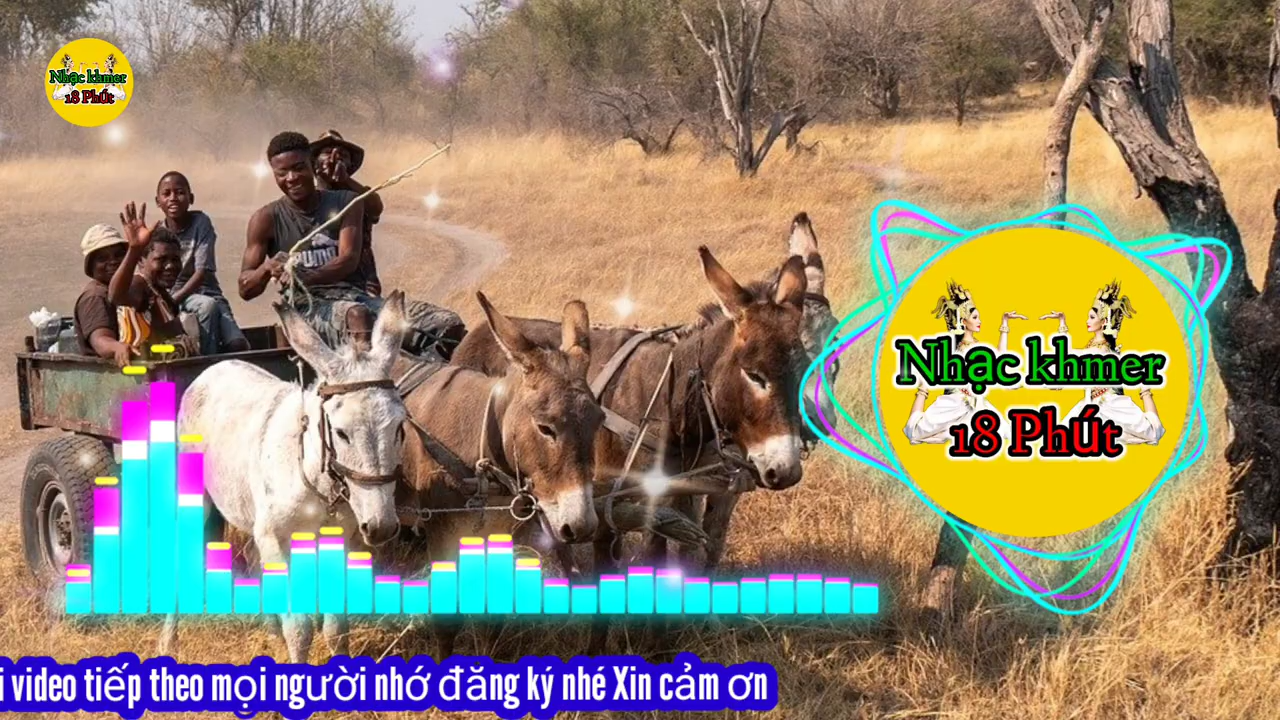 Nhạc khmer
18 Phút
PUMA
Nhạc khmer
18 Phút
i video tiếp theo mọi người nhớ đăng ký nhé Xin cảm ơn